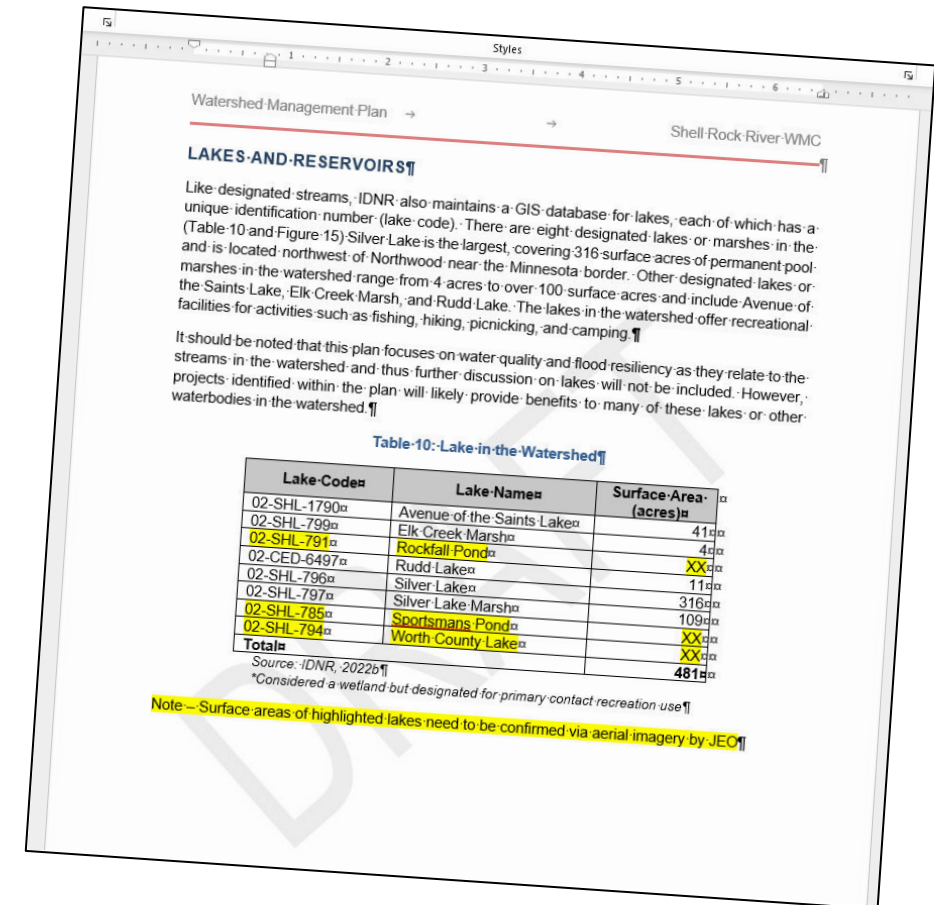 Styles
1 2 3 4 5 6
Watershed Management Plan → → Shell Rock River WMC¶
LAKES AND RESERVOIRS¶
Like designated streams, IDNR also maintains a GIS database for lakes, each of which has a
unique identification number (lake code). There are eight designated lakes or marshes in the
(Table 10 and Figure 15) Silver Lake is the largest, covering 316 surface acres of permanent pool
and is located northwest of Northwood near the Minnesota border. Other designated lakes or
marshes in the watershed range from 4 acres to over 100 surface acres and include Avenue of
the Saints Lake, Elk Creek Marsh, and Rudd Lake. The lakes in the watershed offer recreational
facilities for activities such as fishing, hiking, picnicking, and camping.¶
It should be noted that this plan focuses on water quality and flood resiliency as they relate to the
streams in the watershed and thus further discussion on lakes will not be included. However,
projects identified within the plan will likely provide benefits to many of these lakes or other
waterbodies in the watershed.¶
Table 10: Lake in the Watershed¶
Lake Code¤ Lake Name¤ Surface Area (acres)¤ ¤
02-SHL-1790¤ Avenue of the Saints Lake¤ 41¤¤
02-SHL-799¤ Elk Creek Marsh¤ 4¤¤
02-SHL-791¤ Rockfall Pond¤ XX¤¤
02-CED-6497¤ Rudd Lake¤ 11¤¤
02-SHL-796¤ Silver Lake¤ 316¤¤
02-SHL-797¤ Silver Lake Marsh¤ 109¤¤
02-SHL-785¤ Sportsmans Pond¤ XX¤¤
02-SHL-794¤ Worth County Lake¤ XX¤¤
Total¤ 481¤¤
Source: IDNR, 2022b¶
*Considered a wetland but designated for primary contact recreation use¶
Note – Surface areas of highlighted lakes need to be confirmed via aerial imagery by JEO¶
DRAFT